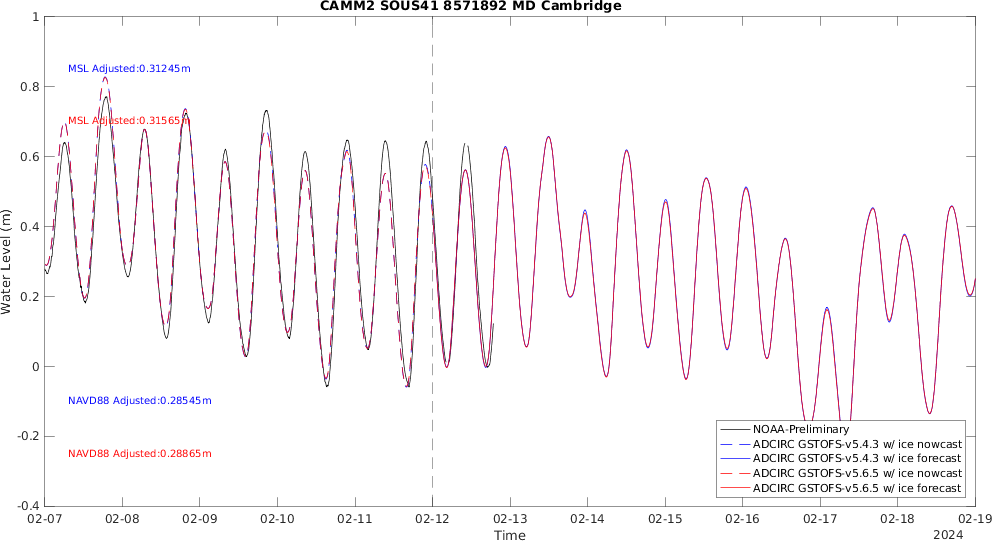 CAMM2 SOUS41 8571892 MD Cambridge
1
0.8
0.6
0.4
0.2
0
-0.2
-0.4
Water Level (m)
MSL Adjusted:0.31245m
MSL Adjusted:0.31565m
NAVD88 Adjusted:0.28545m
NAVD88 Adjusted:0.28865m
NOAA-Preliminary
ADCIRC GSTOFS-v5.4.3 w/ ice nowcast
ADCIRC GSTOFS-v5.4.3 w/ ice forecast
ADCIRC GSTOFS-v5.6.5 w/ ice nowcast
ADCIRC GSTOFS-v5.6.5 w/ ice forecast
02-07 02-08 02-09 02-10 02-11 02-12 02-13 02-14 02-15 02-16 02-17 02-18 02-19
Time
2024